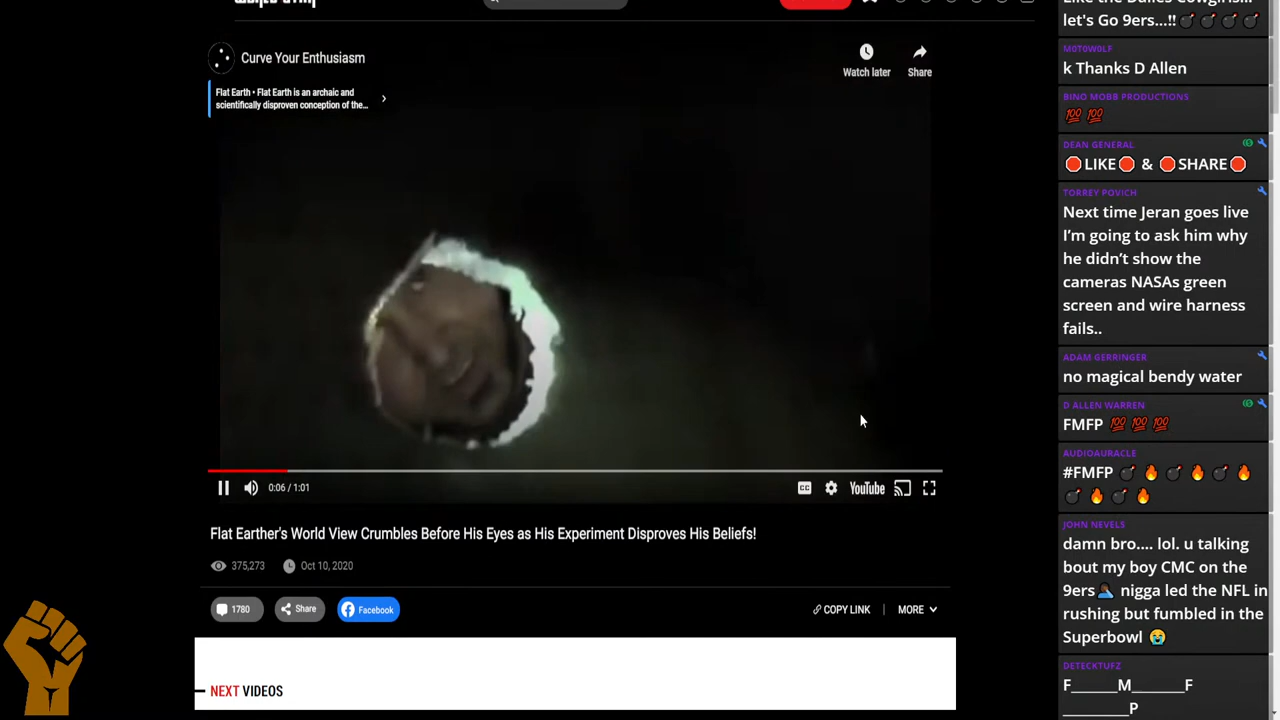 Curve Your Enthusiasm
Watch later
Share
Flat Earth • Flat Earth is an archaic and
scientifically disproven conception of the...
0:06 / 1:01
CC
YouTube
Flat Earther's World View Crumbles Before His Eyes as His Experiment Disproves His Beliefs!
375,273
Oct 10, 2020
1780
Share
Facebook
COPY LINK
MORE
NEXT VIDEOS
let's Go 9ers...!!💣💣💣💣
MOTOWOLF
k Thanks D Allen
BINO MOBB PRODUCTIONS
💯 💯
DEAN GENERAL
🛑LIKE🛑 & 🛑SHARE🛑
TORREY POVICH
Next time Jeran goes live
I'm going to ask him why
he didn't show the
cameras NASAs green
screen and wire harness
fails..
ADAM GERRINGER
no magical bendy water
D ALLEN WARREN
FMFP 💯 💯 💯
AUDIOAURACLE
#FMFP 💣 🔥 💣 🔥 💣 🔥
💣 🔥 💣 🔥
JOHN NEVELS
damn bro.... lol. u talking
bout my boy CMC on the
9ers🤦🏿‍♂️ nigga led the NFL in
rushing but fumbled in the
Superbowl 😭
DETECKTUFZ
F______M_______F
_________P